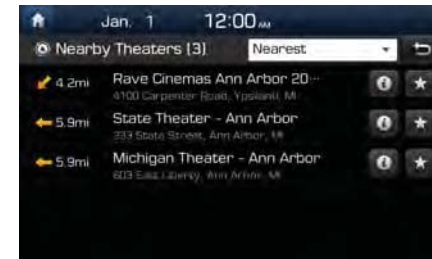 Jan. 1 12:00 AM
Nearby Theaters (3) Nearest
4.2mi Rave Cinemas Ann Arbor 20···
4100 Carpenter Road, Ypsilanti, MI
5.9mi State Theater - Ann Arbor
233 State Street, Ann Arbor, MI
5.9mi Michigan Theater - Ann Arbor
603 East Liberty, Ann Arbor, MI